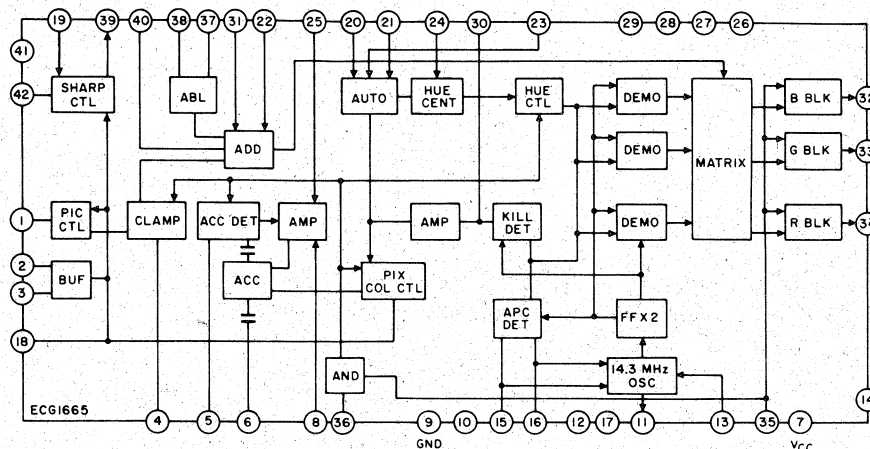 19 39 40 38 37 31 22 25 20 21 24 30 23 29 28 27 26
41
42
SHARP CTL
ABL
AUTO
HUE CENT
HUE CTL
DEMO
B BLK
32
ADD
DEMO
MATRIX
G BLK
33
1
PIC CTL
CLAMP
ACC DET
AMP
AMP
KILL DET
DEMO
R BLK
34
2
3
BUF
ACC
PIX COL CTL
18
APC DET
FFX2
AND
14.3 MHz OSC
14
ECG1665
4 5 6 8 36 9 10 15 16 12 17 11 13 35 7
GND
VCC